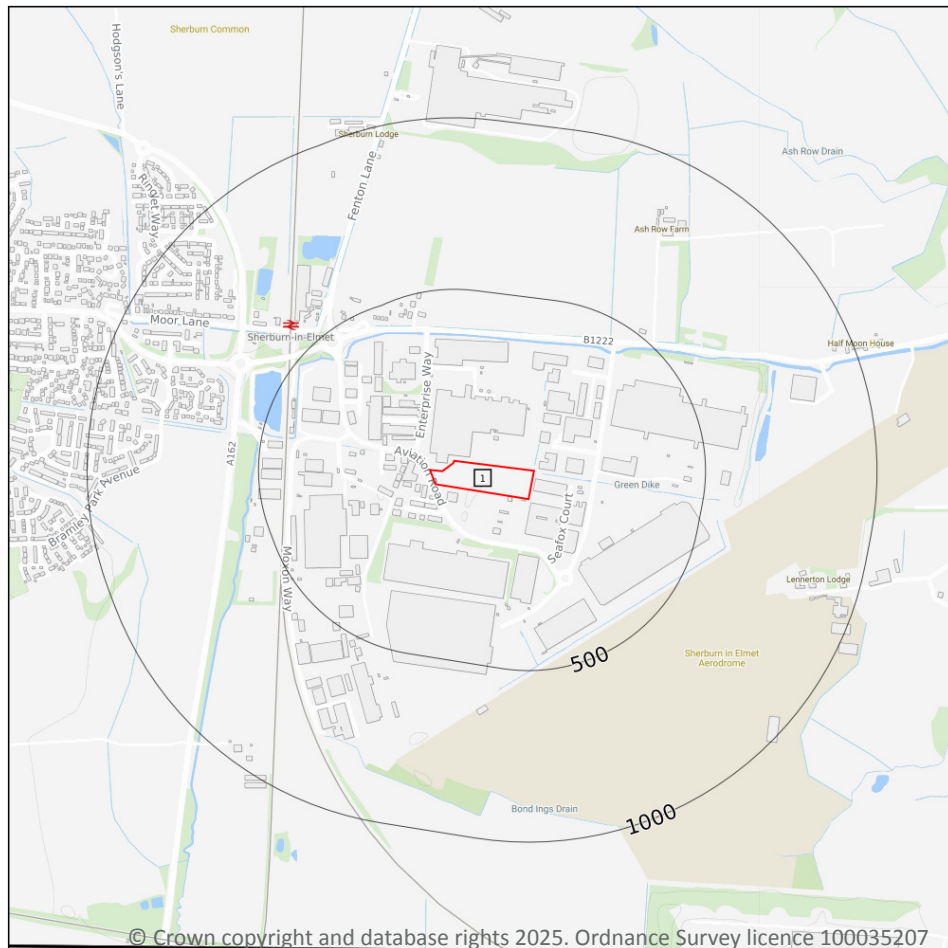 Sherburn Common
Hodgson's Lane
Sherburn Lodge
Fenton Lane
Ash Row Drain
Ringet Way
Ash Row Farm
Moor Lane
Sherburn-in-Elmet
B1222
Half Moon House
Enterprise Way
A162
Aviation Road
1
Green Dike
Bramley Park Avenue
Seafox Court
Moxon Way
Lennerton Lodge
500
Sherburn in Elmet
Aerodrome
Bond Ings Drain
1000
© Crown copyright and database rights 2025. Ordnance Survey licence 100035207